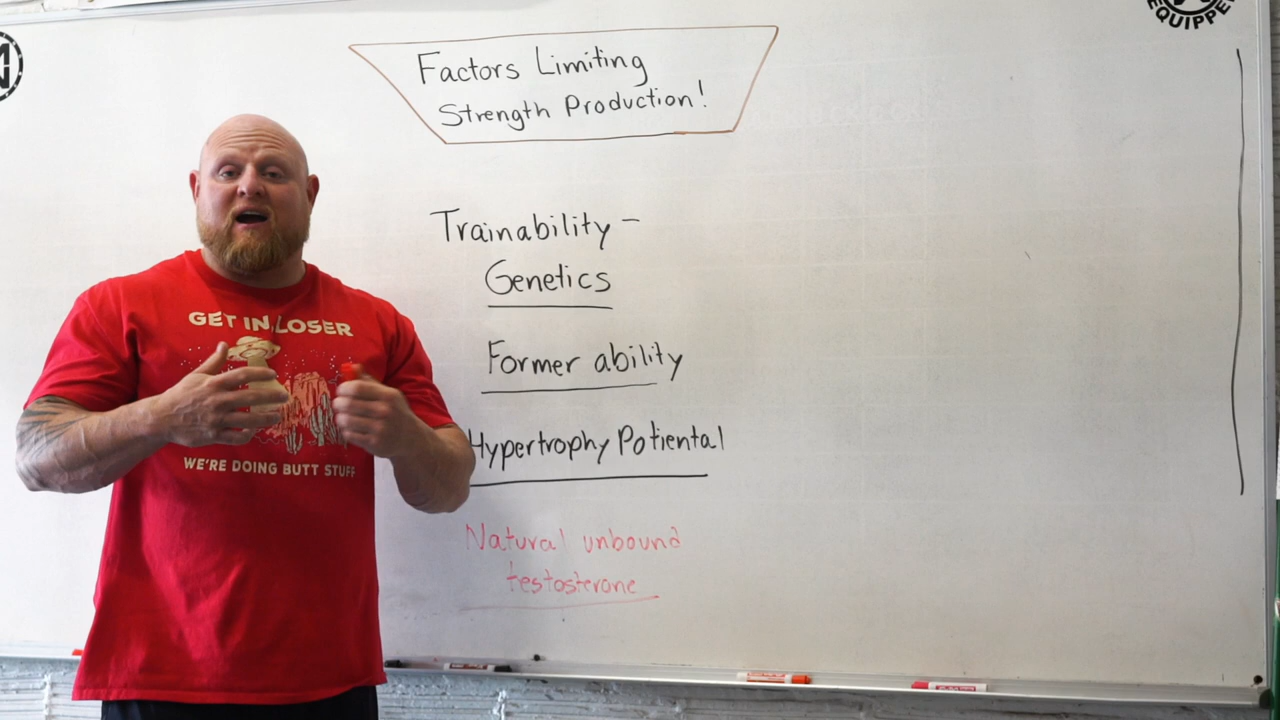 EQUIPPE
Factors Limiting
Strength Production!
Trainability -
Genetics
Former ability
Hypertrophy Potiental
Natural unbound
testosterone
GET IN LOSER
WE'RE DOING BUTT STUFF